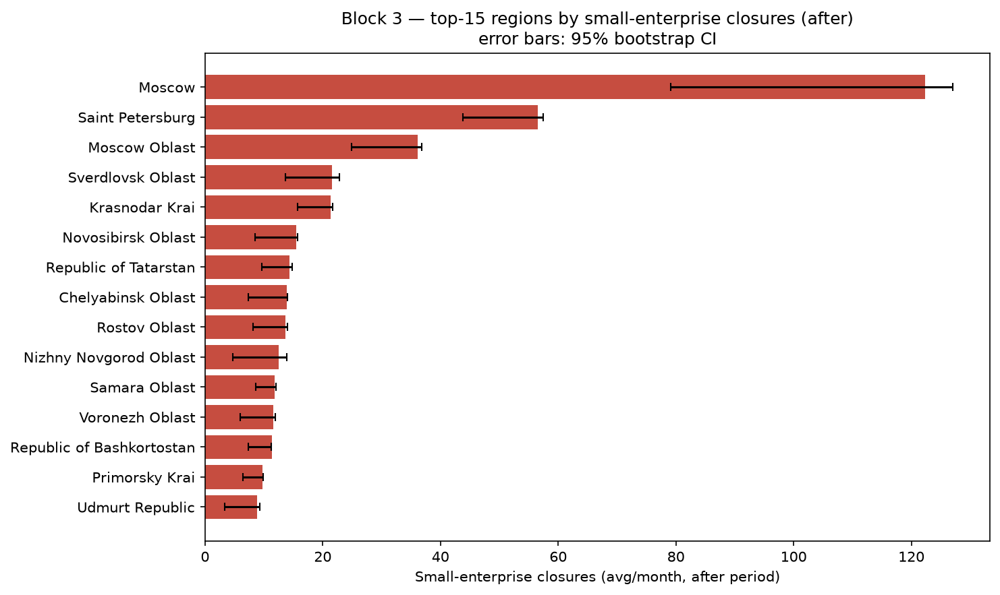 Block 3 — top-15 regions by small-enterprise closures (after)
error bars: 95% bootstrap CI
Moscow
Saint Petersburg
Moscow Oblast
Sverdlovsk Oblast
Krasnodar Krai
Novosibirsk Oblast
Republic of Tatarstan
Chelyabinsk Oblast
Rostov Oblast
Nizhny Novgorod Oblast
Samara Oblast
Voronezh Oblast
Republic of Bashkortostan
Primorsky Krai
Udmurt Republic
0 20 40 60 80 100 120
Small-enterprise closures (avg/month, after period)